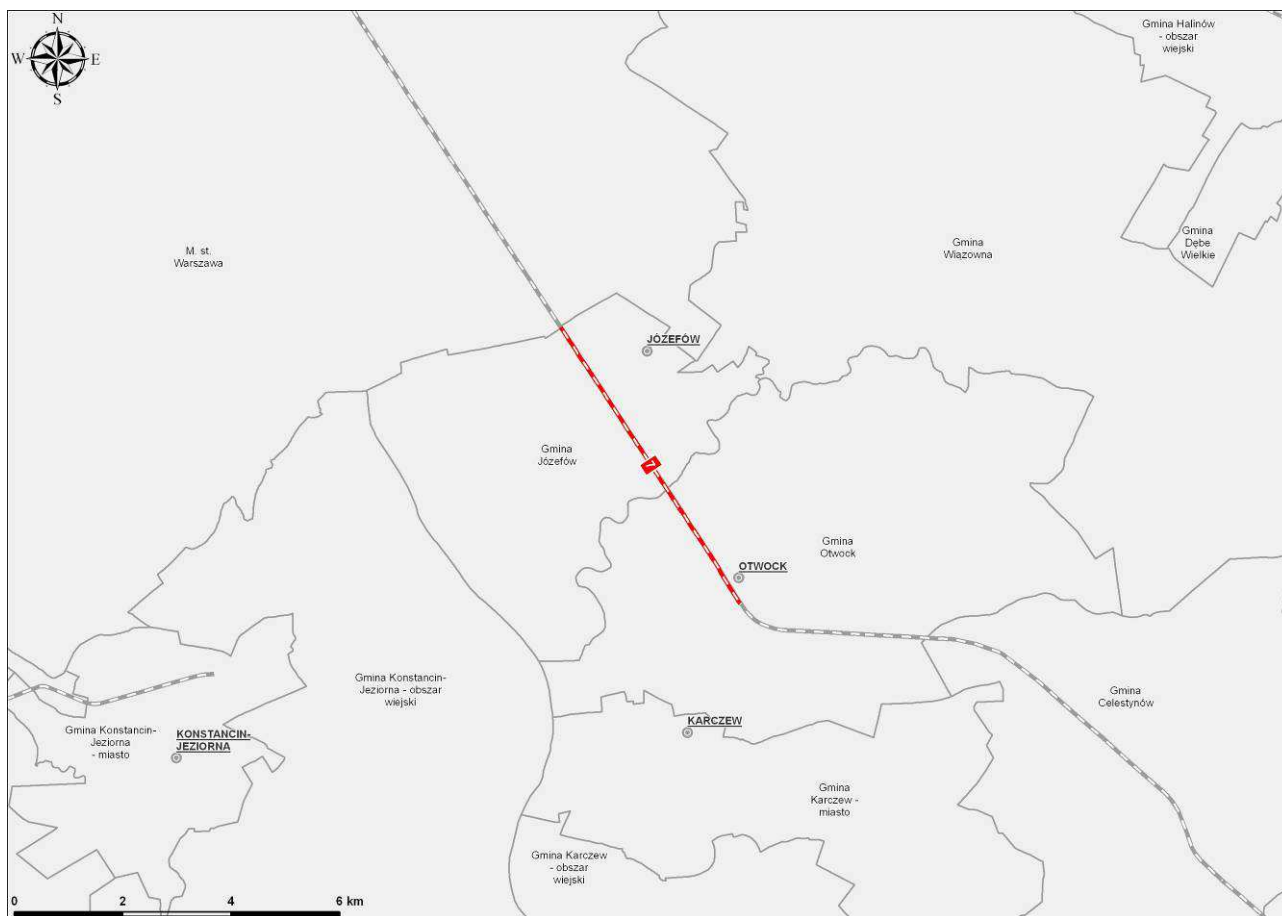 N
W
E
S
Gmina Halinów
- obszar
wiejski
M. st.
Warszawa
Gmina
Wiązowna
Gmina
Dębe
Wielkie
JÓZEFÓW
Gmina
Józefów
7
Gmina
Otwock
OTWOCK
Gmina Konstancin-
Jeziorna - obszar
wiejski
Gmina
Celestynów
Gmina Konstancin-
Jeziorna
- miasto
KONSTANCIN-
JEZIORNA
KARCZEW
Gmina
Karczew -
miasto
Gmina Karczew
- obszar
wiejski
0 2 4 6 km